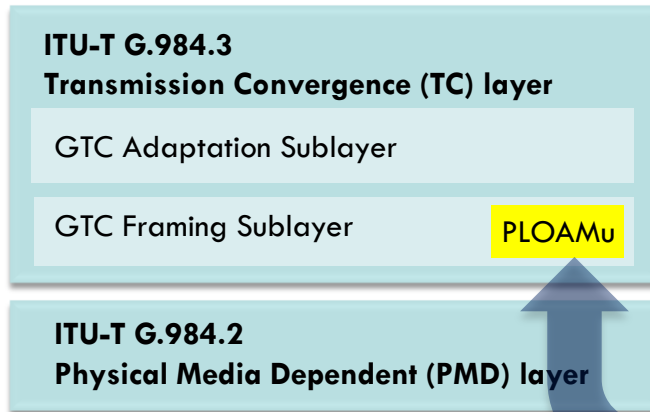 ITU-T G.984.3
Transmission Convergence (TC) layer
GTC Adaptation Sublayer
GTC Framing Sublayer
PLOAMu
ITU-T G.984.2
Physical Media Dependent (PMD) layer